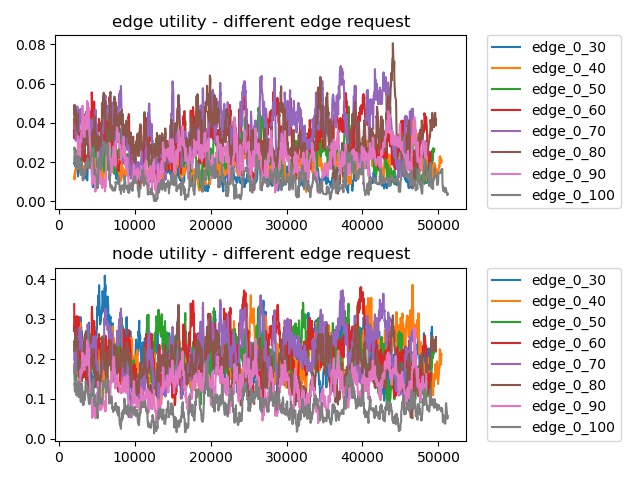 edge utility - different edge request
0.08
0.06
0.04
0.02
0.00
0 10000 20000 30000 40000 50000
edge_0_30
edge_0_40
edge_0_50
edge_0_60
edge_0_70
edge_0_80
edge_0_90
edge_0_100
node utility - different edge request
0.4
0.3
0.2
0.1
0.0
0 10000 20000 30000 40000 50000
edge_0_30
edge_0_40
edge_0_50
edge_0_60
edge_0_70
edge_0_80
edge_0_90
edge_0_100